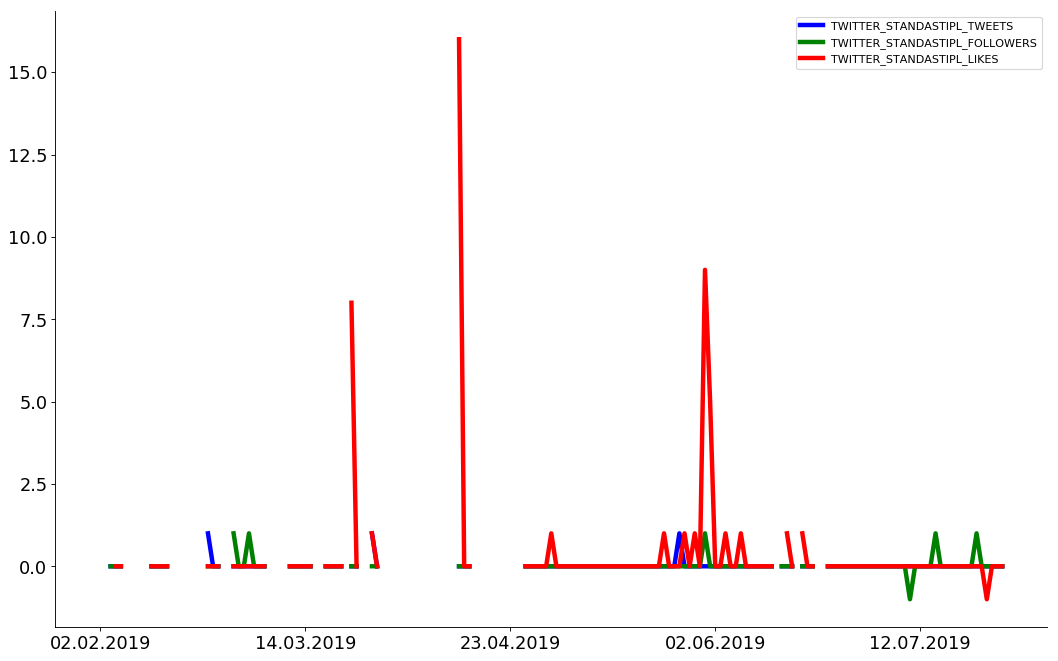 TWITTER_STANDASTIPL_TWEETS
TWITTER_STANDASTIPL_FOLLOWERS
TWITTER_STANDASTIPL_LIKES
15.0
12.5
10.0
7.5
5.0
2.5
0.0
02.02.2019 14.03.2019 23.04.2019 02.06.2019 12.07.2019